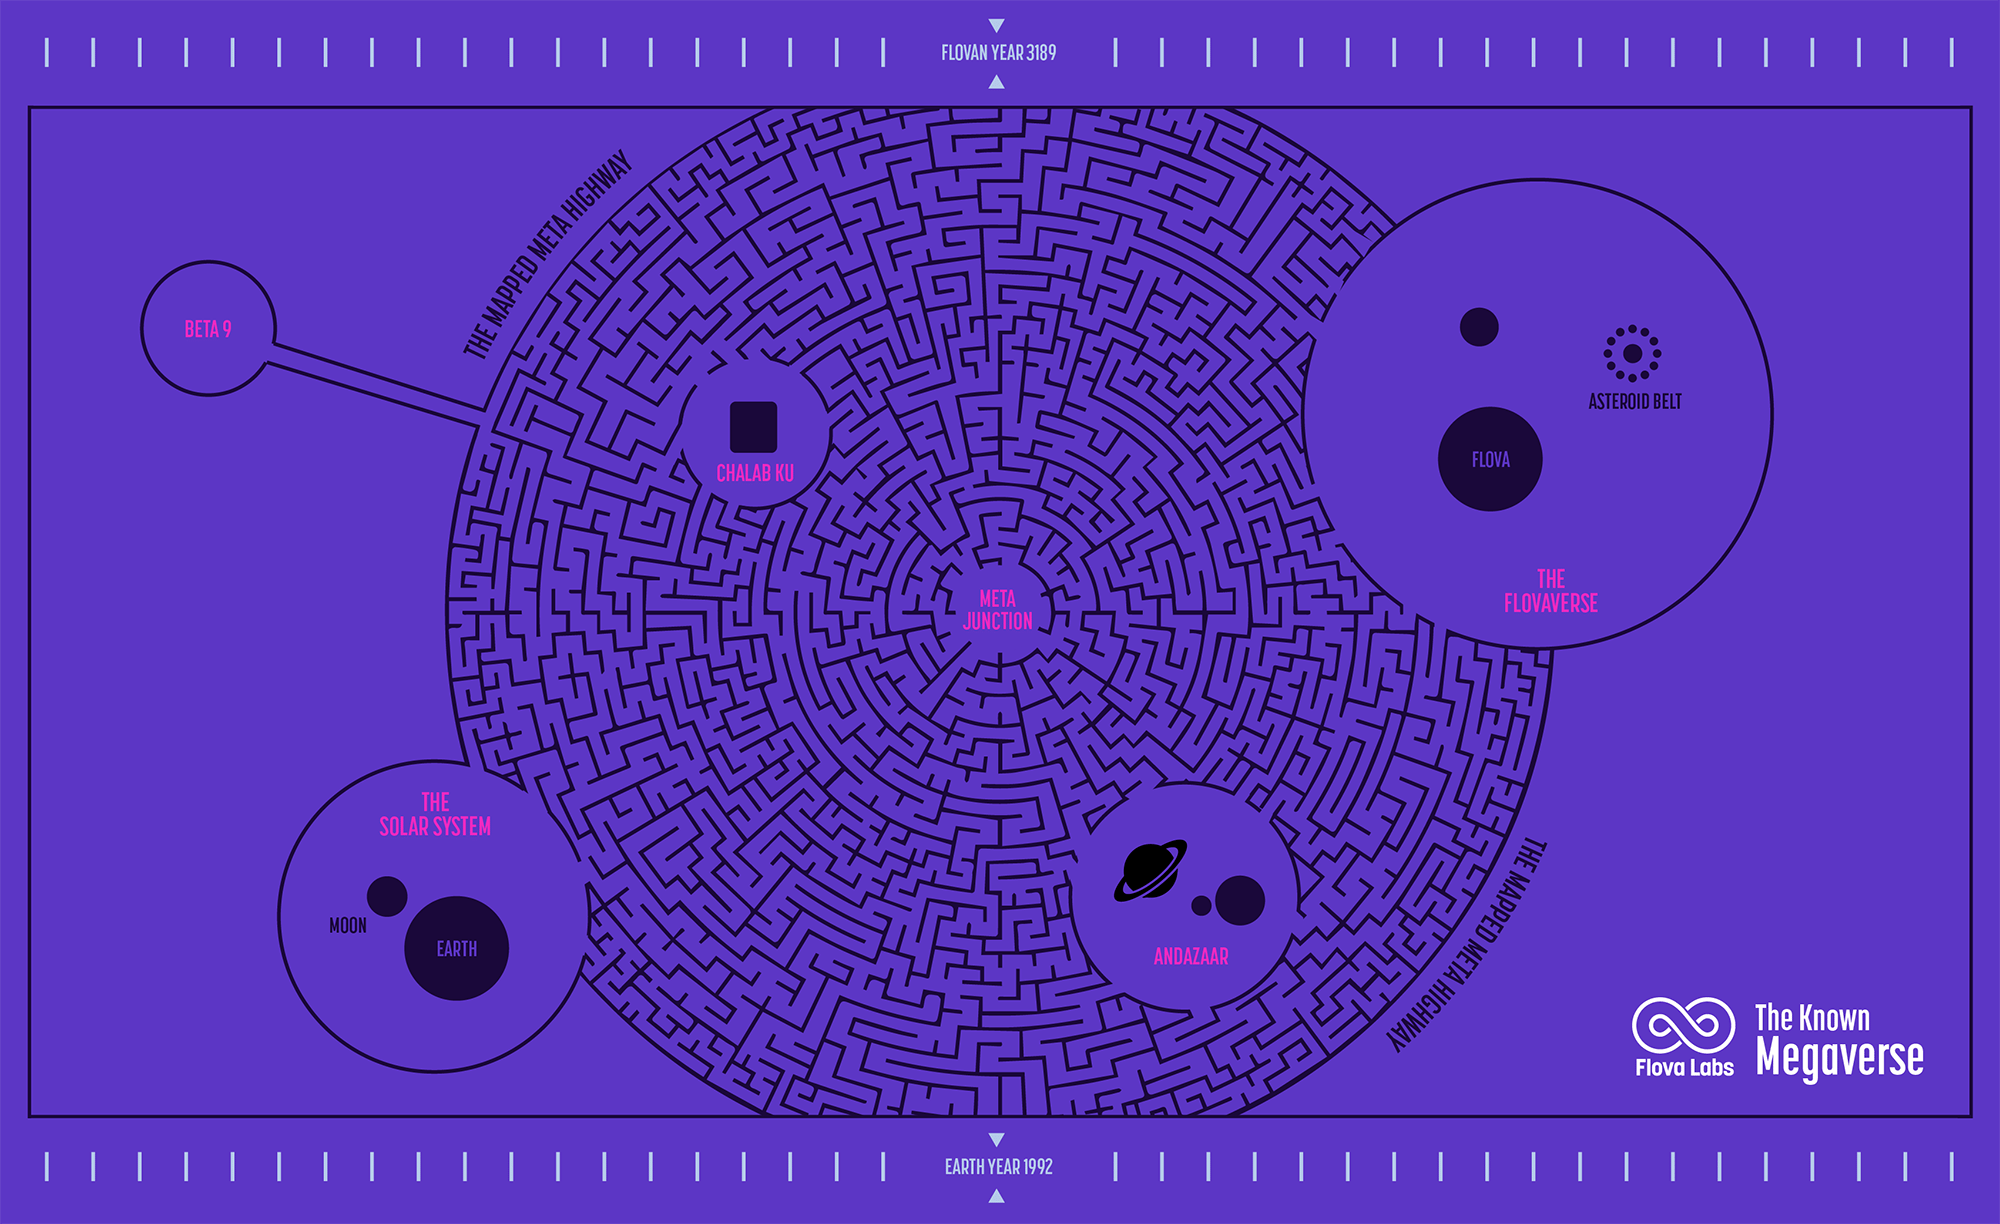 FLOVAN YEAR 3189
THE MAPPED META HIGHWAY
BETA 9
CHALAB KU
META
JUNCTION
ASTEROID BELT
FLOVA
THE
FLOVAVERSE
THE
SOLAR SYSTEM
MOON
EARTH
ANDAZAAR
THE MAPPED META HIGHWAY
Flova Labs
The Known
Megaverse
EARTH YEAR 1992